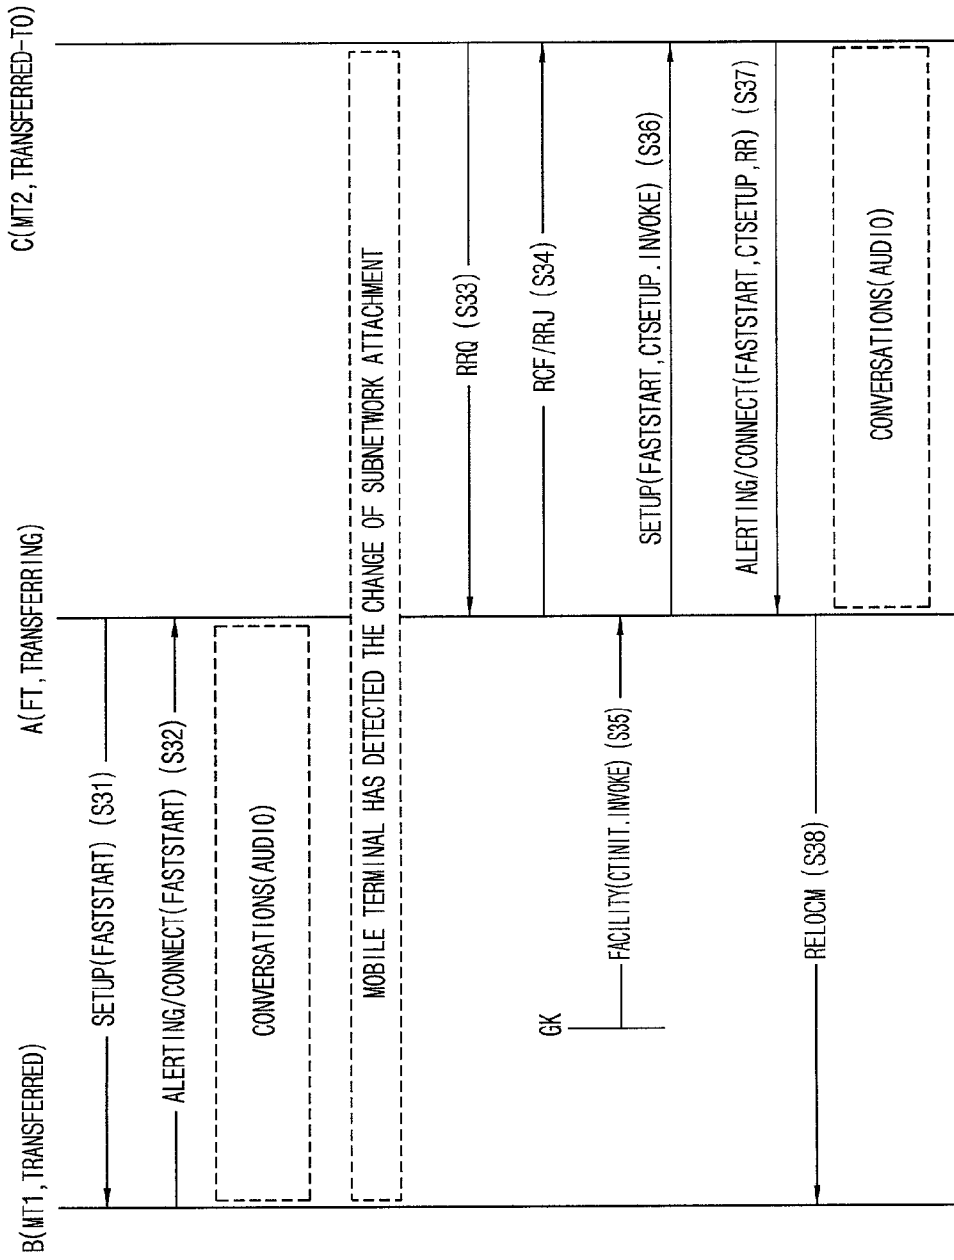 B(MT1,TRANSFERRED)
A(FT,TRANSFERRING)
C(MT2,TRANSFERRED-TO)
SETUP(FASTSTART) (S31)
ALERTING/CONNECT(FASTSTART) (S32)
CONVERSATIONS(AUDIO)
MOBILE TERMINAL HAS DETECTED THE CHANGE OF SUBNETWORK ATTACHMENT
RRQ (S33)
RCF/RRJ (S34)
GK
FACILITY(CTINIT.INVOKE) (S35)
SETUP(FASTSTART,CTSETUP.INVOKE) (S36)
ALERTING/CONNECT(FASTSTART,CTSETUP,RR) (S37)
RELOCM (S38)
CONVERSATIONS(AUDIO)